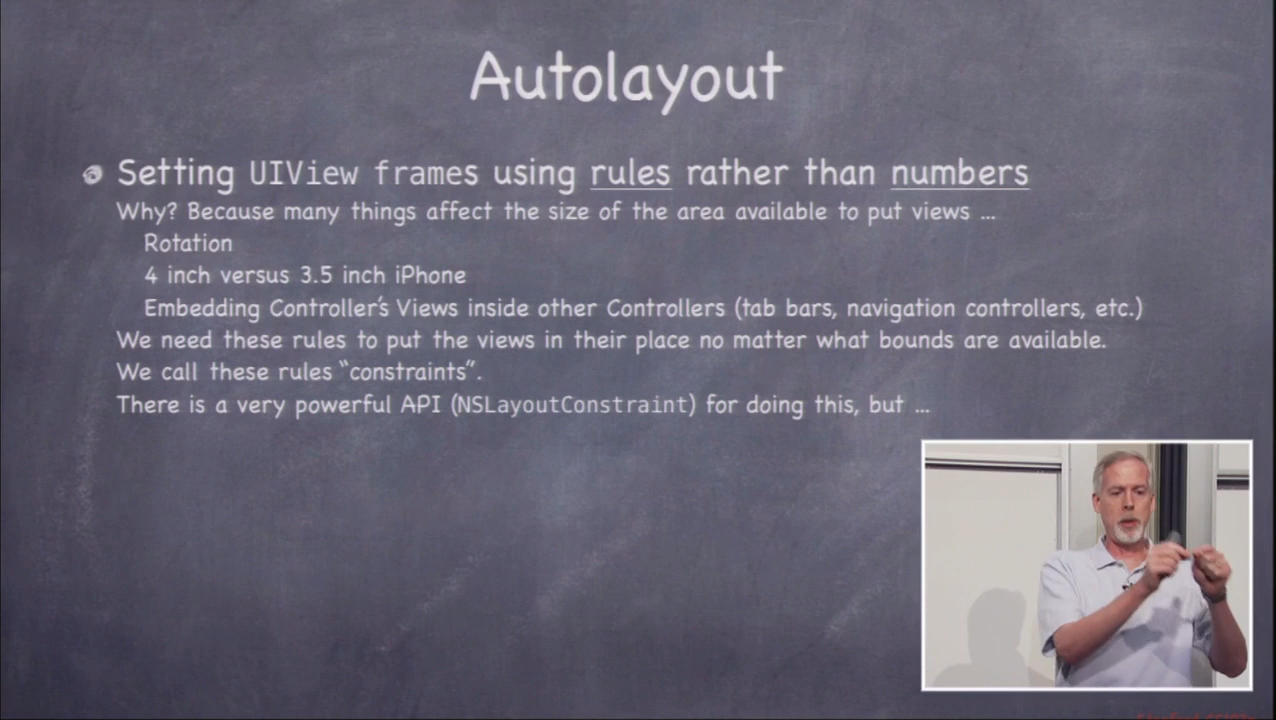 Autolayout
Setting UIView frames using rules rather than numbers
Why? Because many things affect the size of the area available to put views ...
Rotation
4 inch versus 3.5 inch iPhone
Embedding Controller's Views inside other Controllers (tab bars, navigation controllers, etc.)
We need these rules to put the views in their place no matter what bounds are available.
We call these rules “constraints”.
There is a very powerful API (NSLayoutConstraint) for doing this, but ...